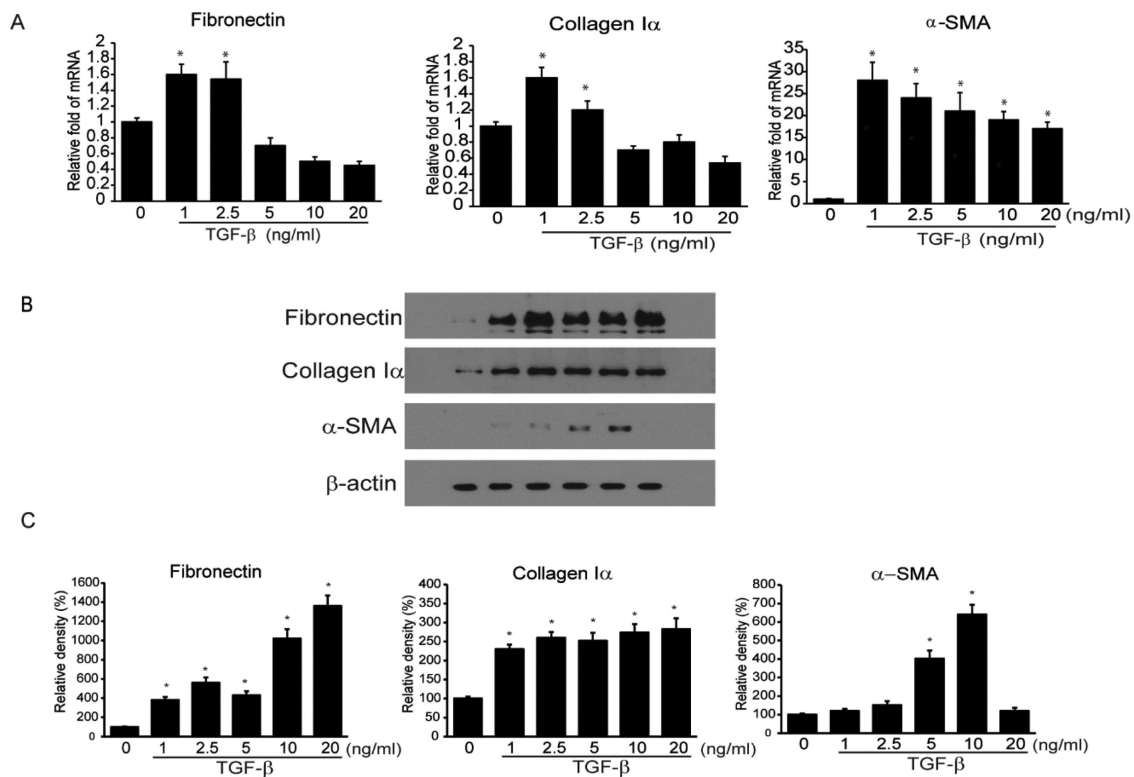 A
Fibronectin
Relative fold of mRNA
2
1.8
1.6
1.4
1.2
1
0.8
0.6
0.4
0.2
0
* *
0 1 2.5 5 10 20
TGF-β (ng/ml)
Collagen Iα
Relative fold of mRNA
2
1.8
1.6
1.4
1.2
1
0.8
0.6
0.4
0.2
0
* *
0 1 2.5 5 10 20
TGF-β (ng/ml)
α-SMA
Relative fold of mRNA
35
30
25
20
15
10
5
0
* * * * *
0 1 2.5 5 10 20 (ng/ml)
TGF-β (ng/ml)
B
Fibronectin
Collagen Iα
α-SMA
β-actin
C
Fibronectin
Relative density (%)
1600
1400
1200
1000
800
600
400
200
0
* * * * *
0 1 2.5 5 10 20 (ng/ml)
TGF-β
Collagen Iα
Relative density (%)
400
350
300
250
200
150
100
50
0
* * * * *
0 1 2.5 5 10 20 (ng/ml)
TGF-β
α−SMA
Relative density (%)
800
700
600
500
400
300
200
100
0
* *
0 1 2.5 5 10 20 (ng/ml)
TGF-β